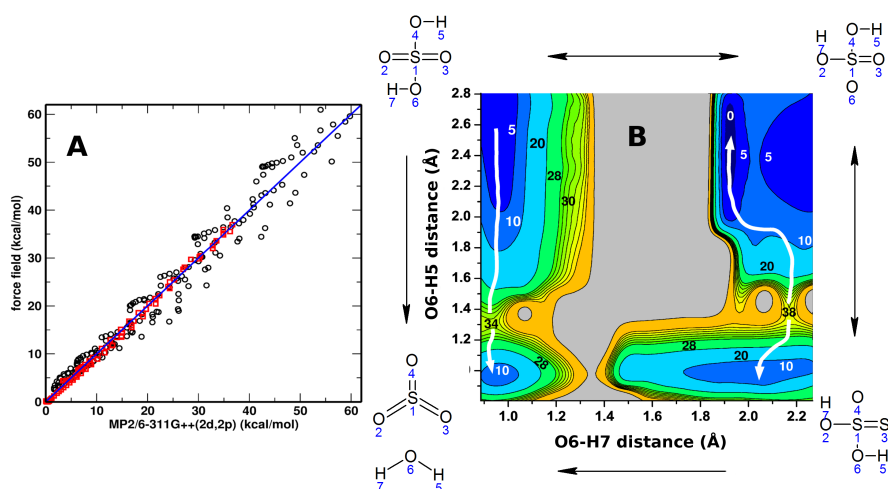 O H
4 5
O S O
2 1 3
H O
7 6
H O H
7 4 5
O S O
2 1 3
O
6
A
60
50
40
30
20
10
0
0 10 20 30 40 50 60
force field (kcal/mol)
MP2/6-311G++(2d,2p) (kcal/mol)
O
4
S
1
O O
2 3
H O H
7 6 5
B
2.8
2.6
2.4
2.2
2.0
1.8
1.6
1.4
1.2
O6-H5 distance (Å)
5
20
28
30
10
34
10
28
0
5
5
10
20
38
28
20
10
1.0 1.2 1.4 1.6 1.8 2.0 2.2
O6-H7 distance (Å)
H O
7 4
O S S
2 1 3
O H
6 5